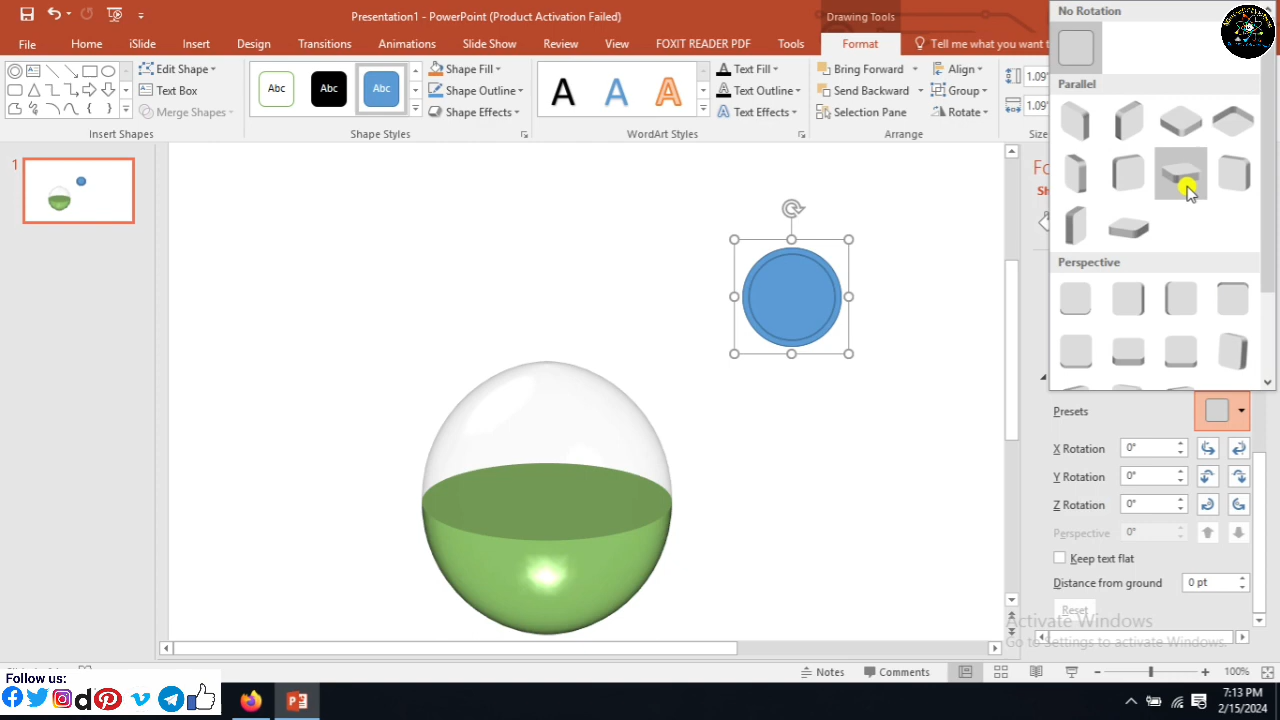 Presentation1 - PowerPoint (Product Activation Failed)
Drawing Tools
File Home iSlide Insert Design Transitions Animations Slide Show Review View FOXIT READER PDF Tools Format Tell me what you want
Edit Shape
Text Box
Merge Shapes
Insert Shapes
Abc Abc Abc
Shape Fill
Shape Outline
Shape Effects
Shape Styles
A A A
Text Fill
Text Outline
Text Effects
WordArt Styles
Bring Forward
Send Backward
Selection Pane
Align
Group
Rotate
Arrange
1.09"
1.09"
Size
No Rotation
Parallel
Perspective
1
Presets
X Rotation 0°
Y Rotation 0°
Z Rotation 0°
Perspective 0°
Keep text flat
Distance from ground 0 pt
Reset
Activate Windows
Go to Settings to activate Windows.
Notes Comments 100%
Follow us:
7:13 PM
2/15/2024